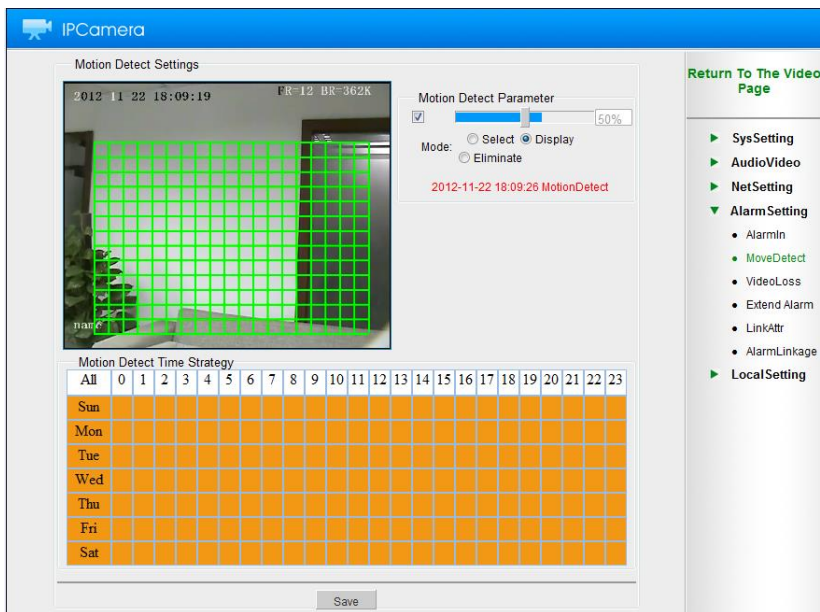 IPCamera
Motion Detect Settings
2012 11 22 18:09:19 FR=12 BR=362K
name
Motion Detect Parameter
50%
Mode: Select Display
Eliminate
2012-11-22 18:09:26 MotionDetect
Motion Detect Time Strategy
All 0 1 2 3 4 5 6 7 8 9 10 11 12 13 14 15 16 17 18 19 20 21 22 23
Sun
Mon
Tue
Wed
Thu
Fri
Sat
Save
Return To The Video
Page
SysSetting
AudioVideo
NetSetting
AlarmSetting
AlarmIn
MoveDetect
VideoLoss
Extend Alarm
LinkAttr
AlarmLinkage
LocalSetting